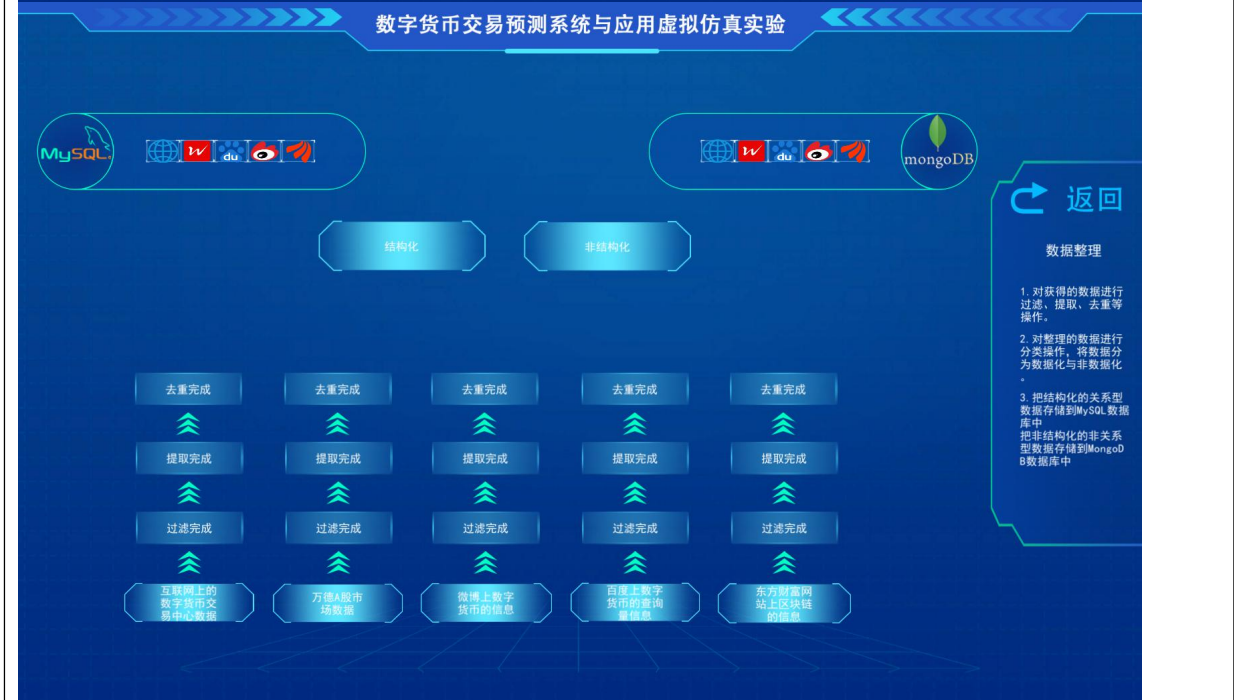 数字货币交易预测系统与应用虚拟仿真实验
MySQL
W
du
W
du
mongoDB
返回
结构化
非结构化
数据整理
1.对获得的数据进行
过滤、提取、去重等
操作。
2.对整理的数据进行
分类操作，将数据分
为数据化与非数据化
。
3.把结构化的关系型
数据存储到MySQL数据
库中
把非结构化的非关系
型数据存储到MongoD
B数据库中
去重完成
去重完成
去重完成
去重完成
去重完成
提取完成
提取完成
提取完成
提取完成
提取完成
过滤完成
过滤完成
过滤完成
过滤完成
过滤完成
互联网上的
数字货币交
易中心数据
万德A股市
场数据
微博上数字
货币的信息
百度上数字
货币的查询
量信息
东方财富网
站上区块链
的信息